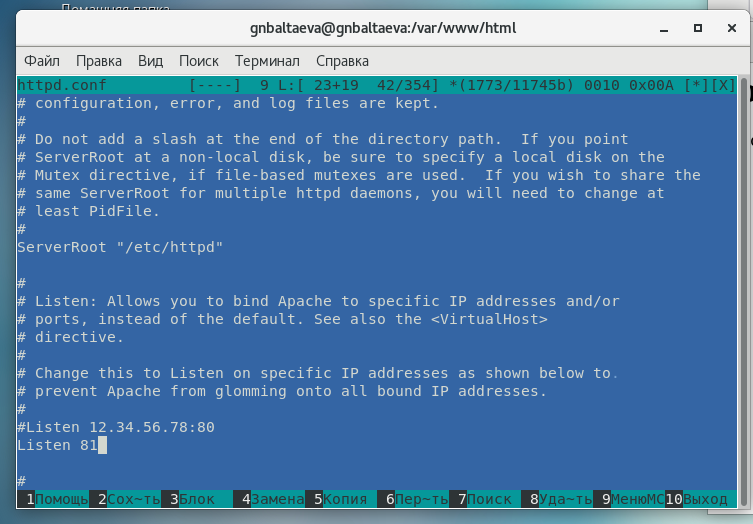 Домашняя папка
gnbaltaeva@gnbaltaeva:/var/www/html
Файл Правка Вид Поиск Терминал Справка
httpd.conf [----] 9 L:[ 23+19 42/354] *(1773/11745b) 0010 0x00A [*][X]
# configuration, error, and log files are kept.
#
# Do not add a slash at the end of the directory path.  If you point
# ServerRoot at a non-local disk, be sure to specify a local disk on the
# Mutex directive, if file-based mutexes are used.  If you wish to share the
# same ServerRoot for multiple httpd daemons, you will need to change at
# least PidFile.
#
ServerRoot "/etc/httpd"
#
# Listen: Allows you to bind Apache to specific IP addresses and/or
# ports, instead of the default. See also the <VirtualHost>
# directive.
#
# Change this to Listen on specific IP addresses as shown below to.
# prevent Apache from glomming onto all bound IP addresses.
#
#Listen 12.34.56.78:80
Listen 81
#
1Помощь 2Сох~ть 3Блок 4Замена 5Копия 6Пер~ть 7Поиск 8Уда~ть 9МенюMC 10Выход